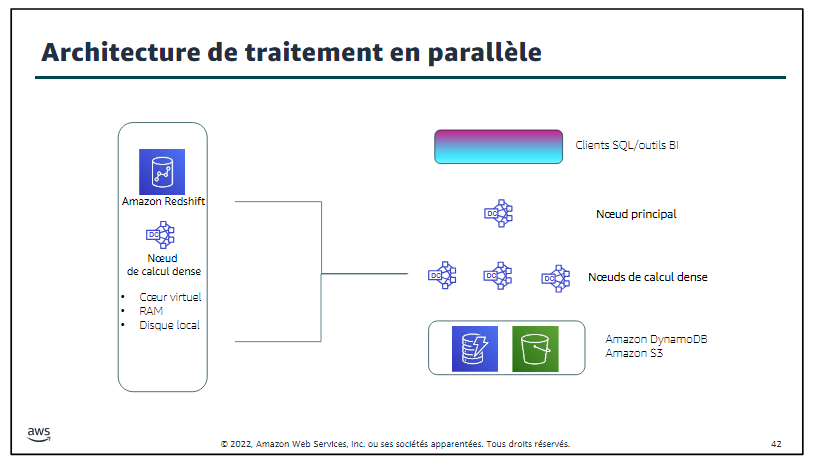 Architecture de traitement en parallèle
Amazon Redshift
DC
Nœud
de calcul dense
• Cœur virtuel
• RAM
• Disque local
Clients SQL/outils BI
DC
Nœud principal
DC DC DC
Nœuds de calcul dense
Amazon DynamoDB
Amazon S3
aws
© 2022, Amazon Web Services, Inc. ou ses sociétés apparentées. Tous droits réservés.
42